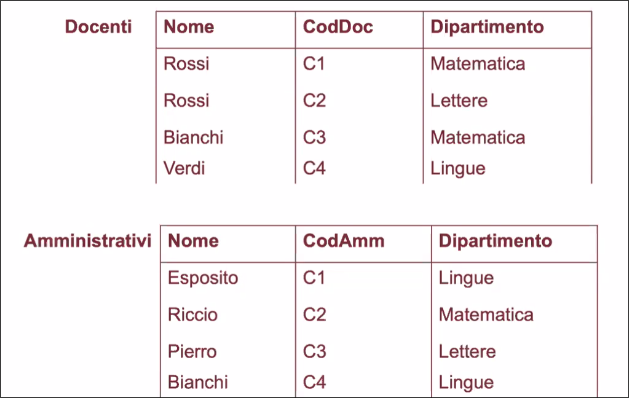 Docenti Nome CodDoc Dipartimento
Rossi C1 Matematica
Rossi C2 Lettere
Bianchi C3 Matematica
Verdi C4 Lingue
Amministrativi Nome CodAmm Dipartimento
Esposito C1 Lingue
Riccio C2 Matematica
Pierro C3 Lettere
Bianchi C4 Lingue